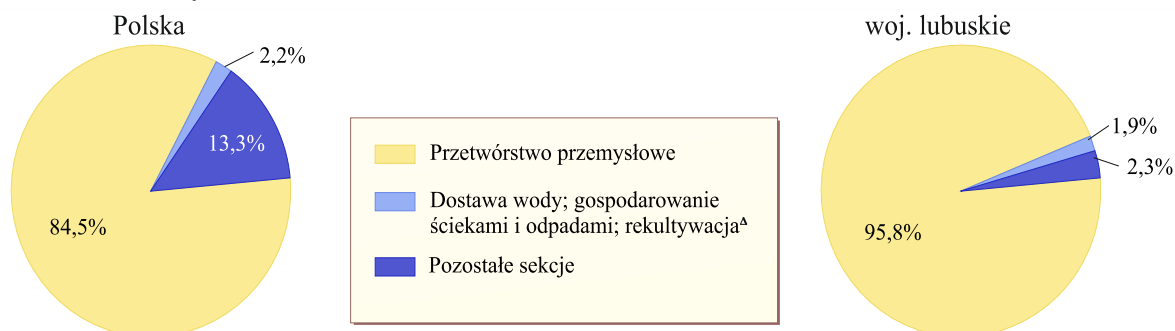 Polska
2,2%
13,3%
84,5%
Przetwórstwo przemysłowe
Dostawa wody; gospodarowanie
ściekami i odpadami; rekultywacjaᐃ
Pozostałe sekcje
woj. lubuskie
1,9%
2,3%
95,8%